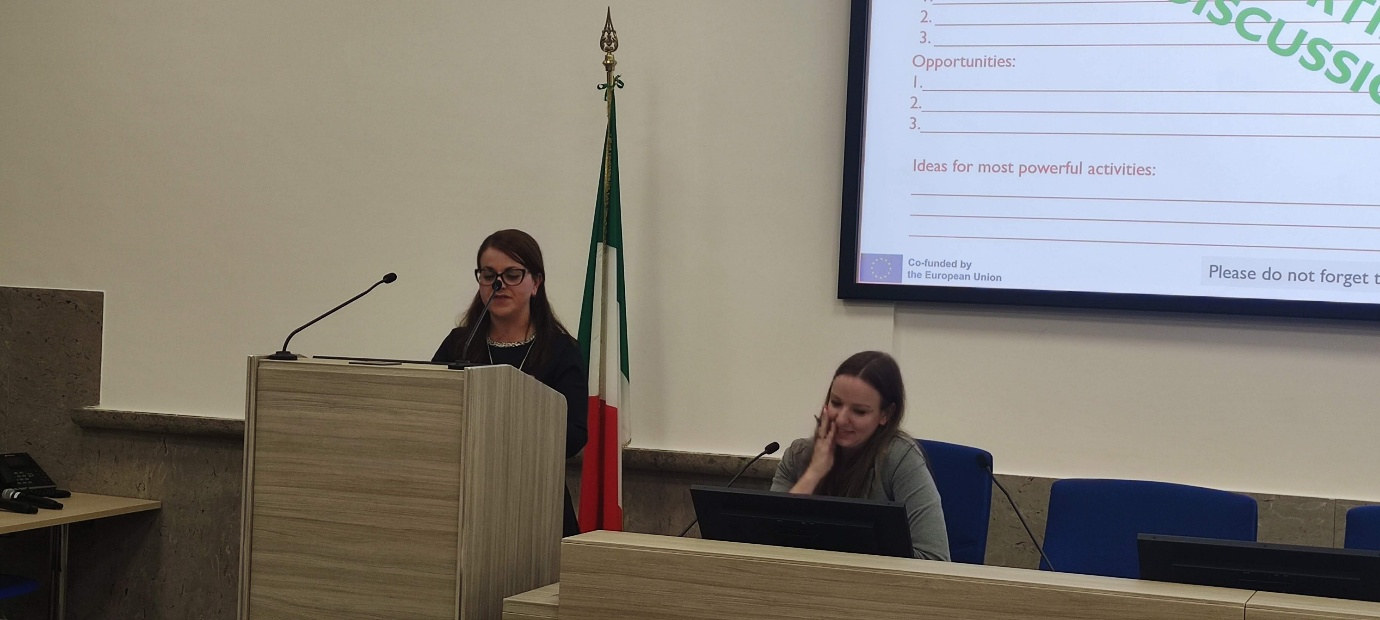 2.
3.
Opportunities:
1.
2.
3.
Ideas for most powerful activities:
Co-funded by
the European Union
Please do not forget